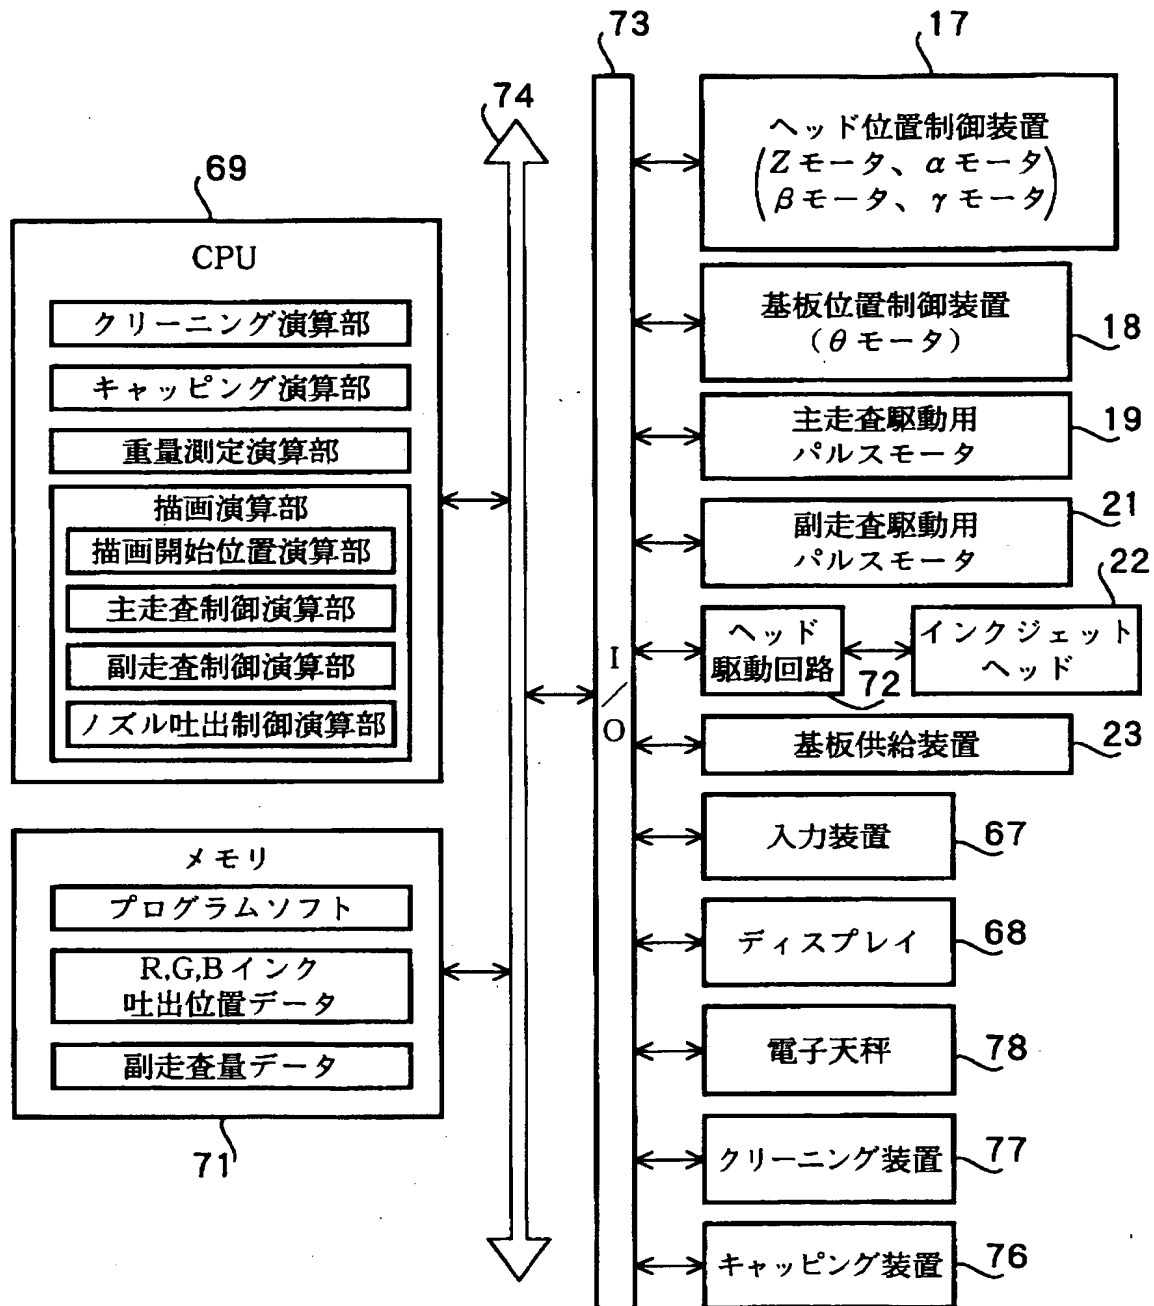 73
17
74
ヘッド位置制御装置
Zモータ、αモータ
βモータ、γモータ
69
CPU
クリーニング演算部
キャッピング演算部
重量測定演算部
描画演算部
描画開始位置演算部
主走査制御演算部
副走査制御演算部
ノズル吐出制御演算部
基板位置制御装置
(θモータ)
18
主走査駆動用
パルスモータ
19
副走査駆動用
パルスモータ
21
22
ヘッド
駆動回路
72
インクジェット
ヘッド
I/O
基板供給装置
23
メモリ
プログラムソフト
R,G,Bインク
吐出位置データ
副走査量データ
71
入力装置
67
ディスプレイ
68
電子天秤
78
クリーニング装置
77
キャッピング装置
76